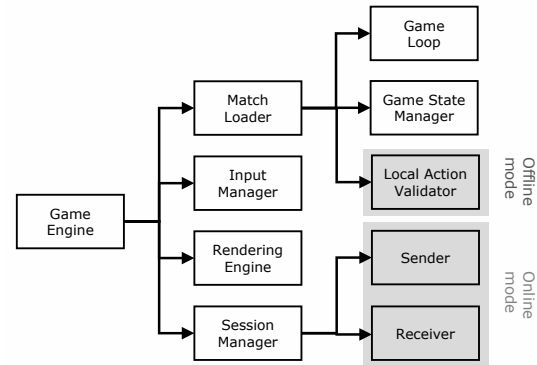 Game
Loop
Match
Loader
Game State
Manager
Input
Manager
Local Action
Validator
Offline
mode
Game
Engine
Rendering
Engine
Sender
Online
mode
Session
Manager
Receiver